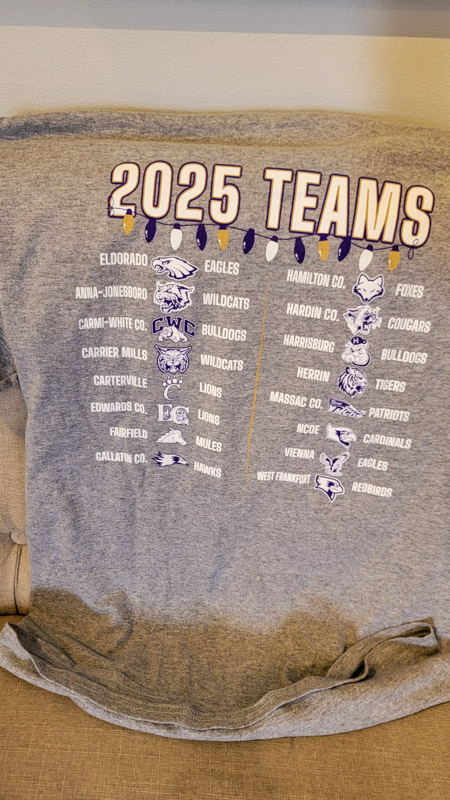 2025 TEAMS
ELDORADO EAGLES
ANNA-JONESBORO WILDCATS
CARMI-WHITE CO. CWC BULLDOGS
CARRIER MILLS WILDCATS
CARTERVILLE LIONS
EDWARDS CO. EC LIONS
FAIRFIELD MULES
GALLATIN CO. HAWKS
HAMILTON CO. FOXES
HARDIN CO. COUGARS
HARRISBURG H BULLDOGS
HERRIN TIGERS
MASSAC CO. PATRIOTS
NCOE CARDINALS
VIENNA EAGLES
WEST FRANKFORT REDBIRDS